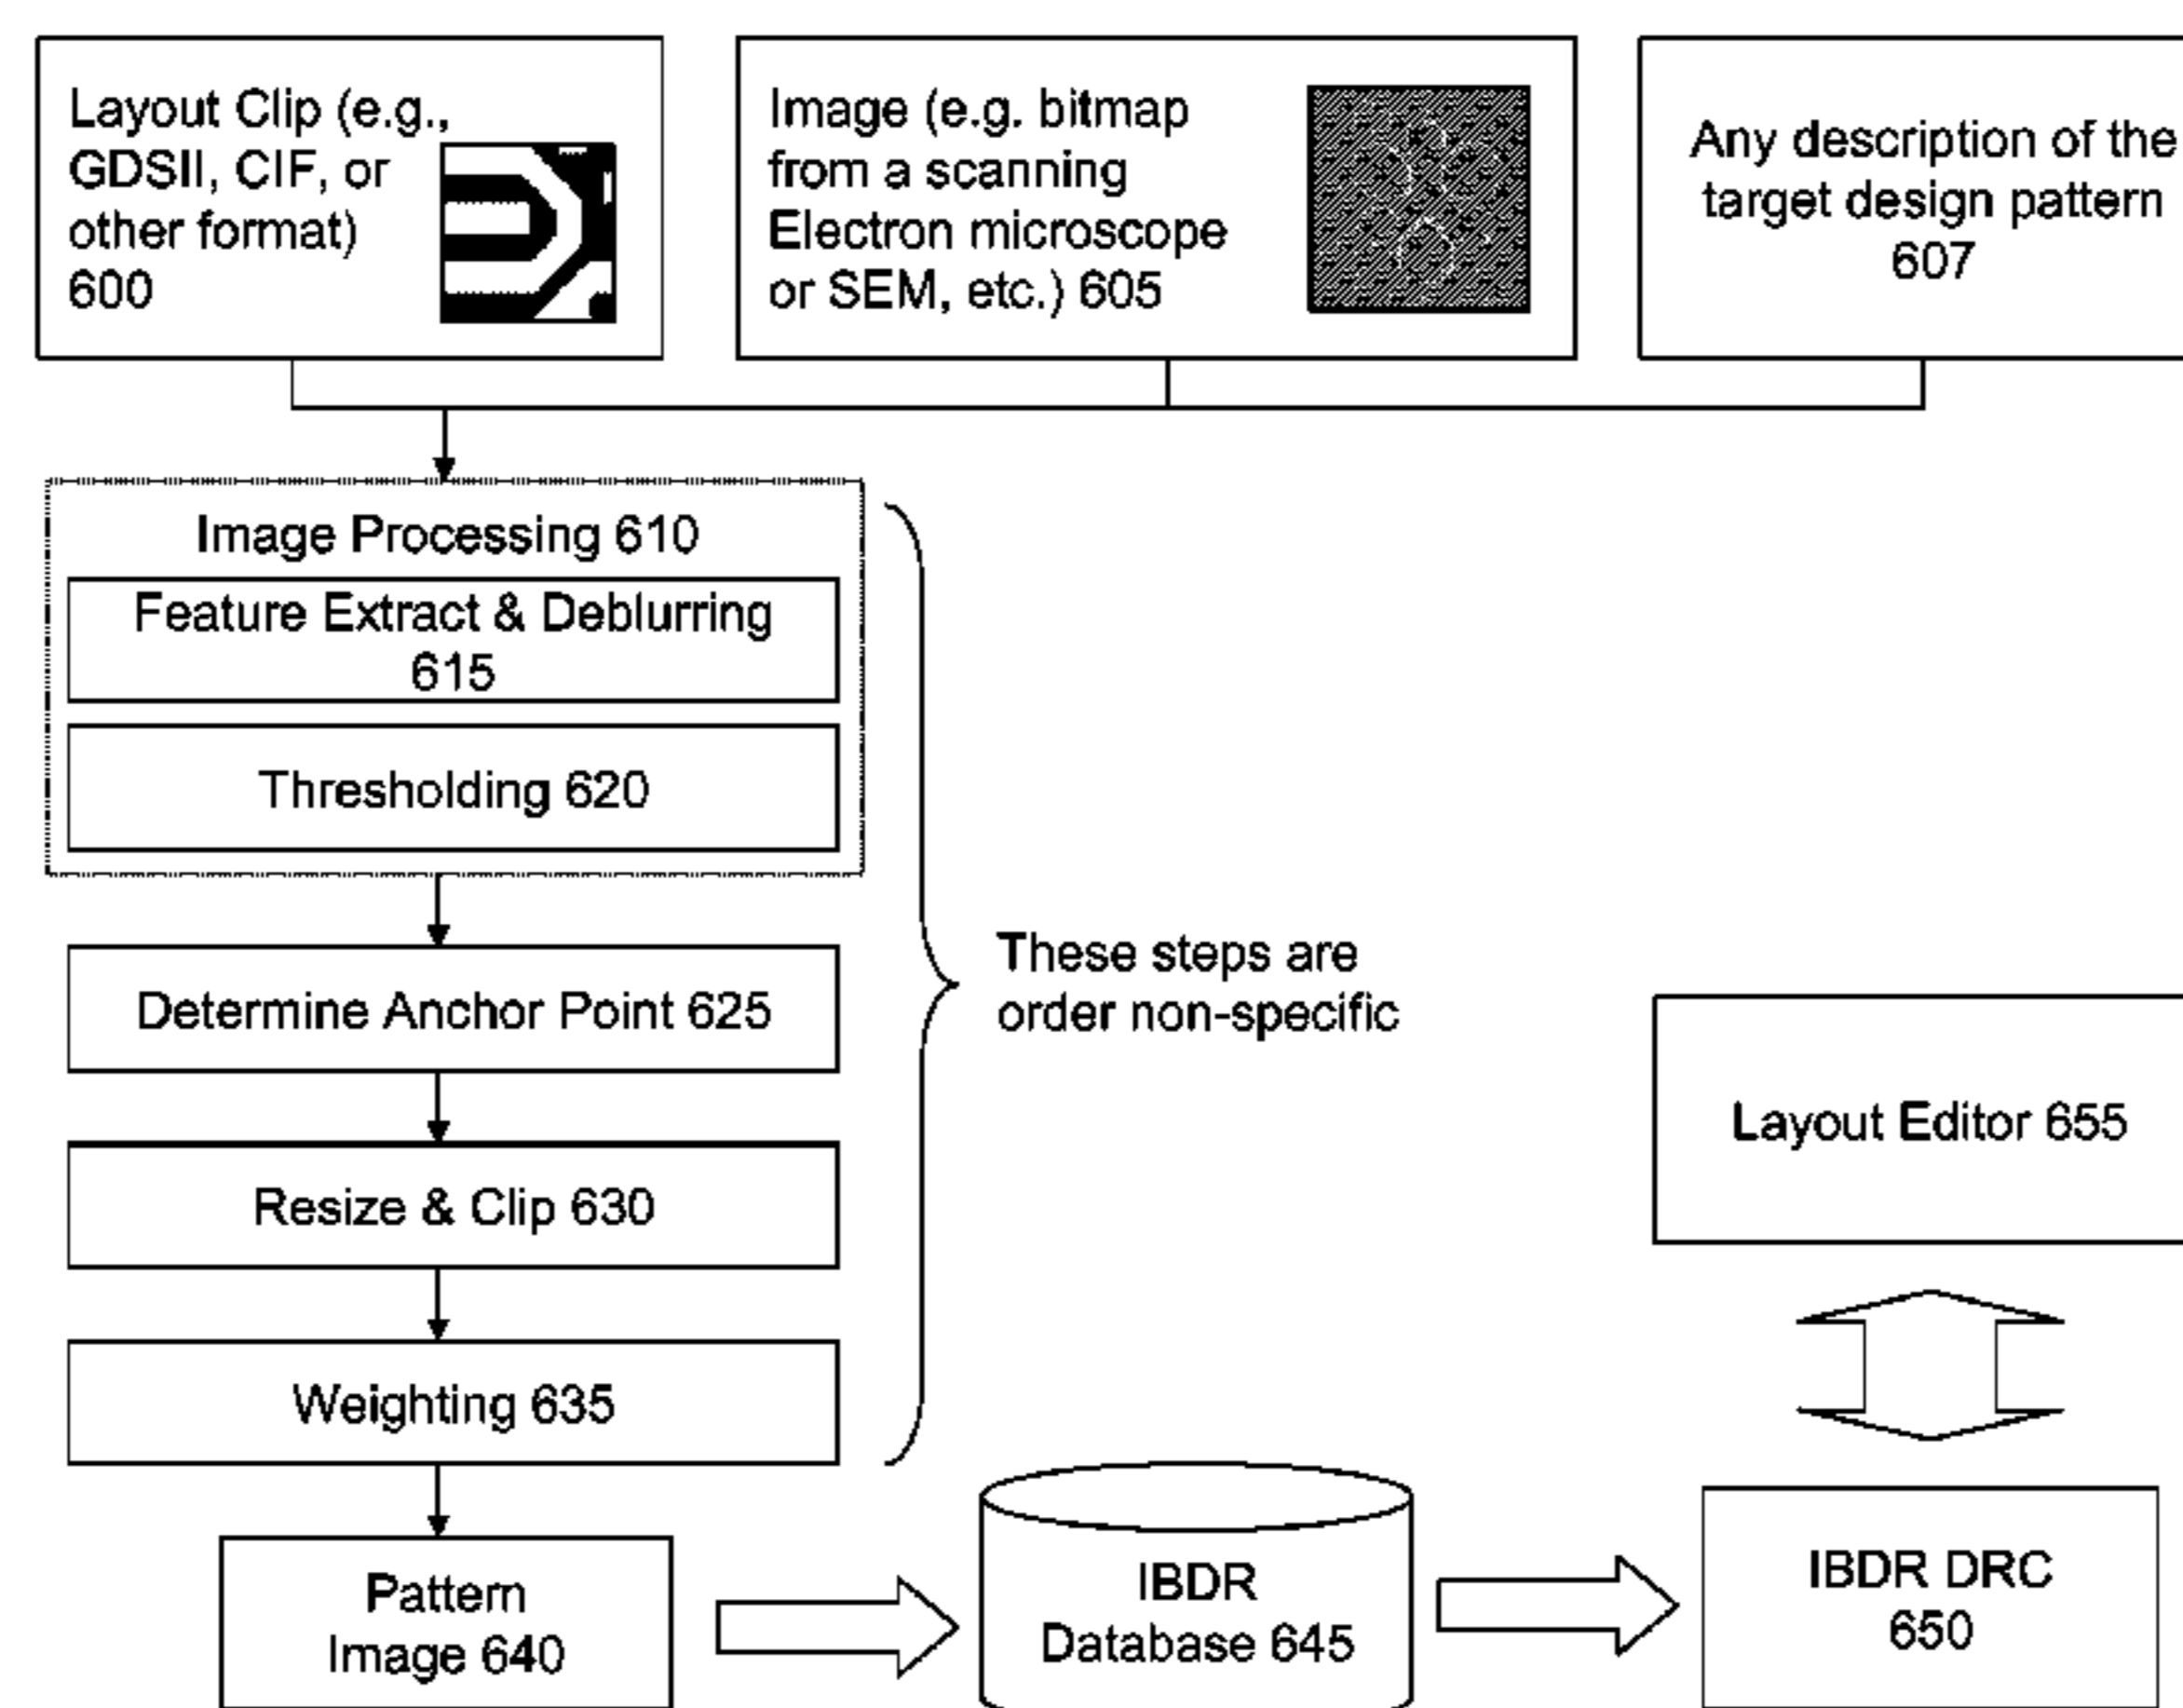 Layout Clip (e.g.,
GDSII, CIF, or
other format)
600
Image (e.g. bitmap
from a scanning
Electron microscope
or SEM, etc.) 605
Any description of the
target design pattern
607
Image Processing 610
Feature Extract & Deblurring
615
Thresholding 620
Determine Anchor Point 625
Resize & Clip 630
Weighting 635
These steps are
order non-specific
Layout Editor 655
Pattern
Image 640
IBDR
Database 645
IBDR DRC
650